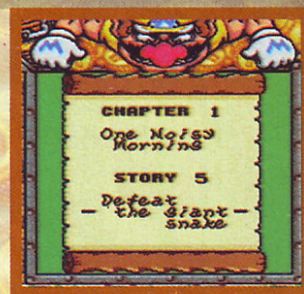 CHAPTER 1
One Noisy
Morning
STORY 5
Defeat
– the giant –
snake